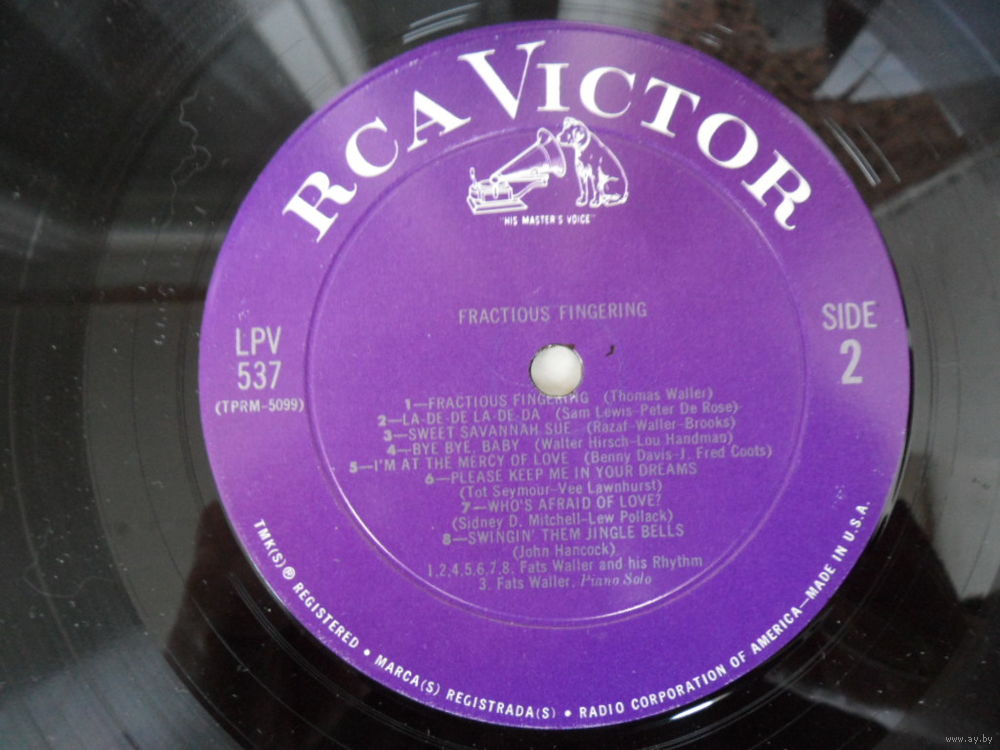 RCA VICTOR
"HIS MASTER'S VOICE"
FRACTIOUS FINGERING
LPV
537
(TPRM-5099)
SIDE
2
1—FRACTIOUS FINGERING (Thomas Waller)
2—LA-DE-DE LA-DE-DA (Sam Lewis-Peter De Rose)
3—SWEET SAVANNAH SUE (Razaf-Waller-Brooks)
4—BYE BYE, BABY (Walter Hirsch-Lou Handman)
5—I'M AT THE MERCY OF LOVE (Benny Davis-J. Fred Coots)
6—PLEASE KEEP ME IN YOUR DREAMS
(Tot Seymour-Vee Lawnhurst)
7—WHO'S AFRAID OF LOVE?
(Sidney D. Mitchell-Lew Pollack)
8—SWINGIN' THEM JINGLE BELLS
(John Hancock)
1,2,4,5,6,7,8. Fats Waller and his Rhythm
3. Fats Waller, Piano Solo
TMK(S) ® REGISTERED • MARCA(S) REGISTRADA(S) • RADIO CORPORATION OF AMERICA—MADE IN U.S.A.
www.ay.by